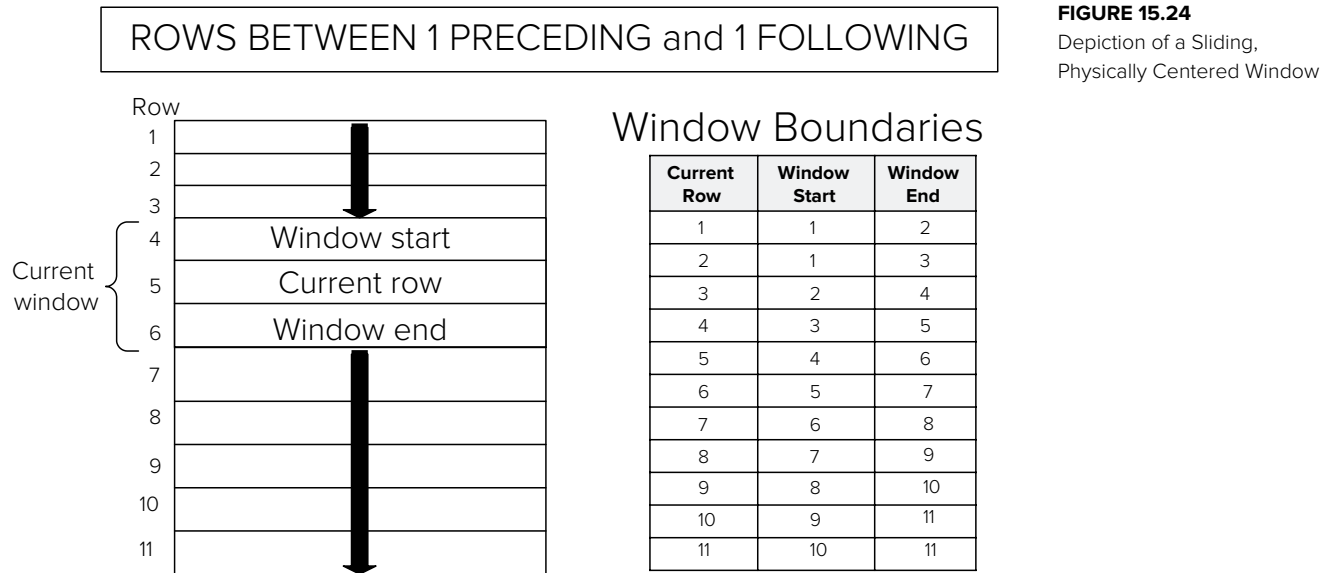 ROWS BETWEEN 1 PRECEDING and 1 FOLLOWING
FIGURE 15.24
Depiction of a Sliding,
Physically Centered Window
Row
1
2
3
4 Window start
5 Current row
6 Window end
7
8
9
10
11
Current
window
Window Boundaries
Current Row Window Start Window End
1 1 2
2 1 3
3 2 4
4 3 5
5 4 6
6 5 7
7 6 8
8 7 9
9 8 10
10 9 11
11 10 11